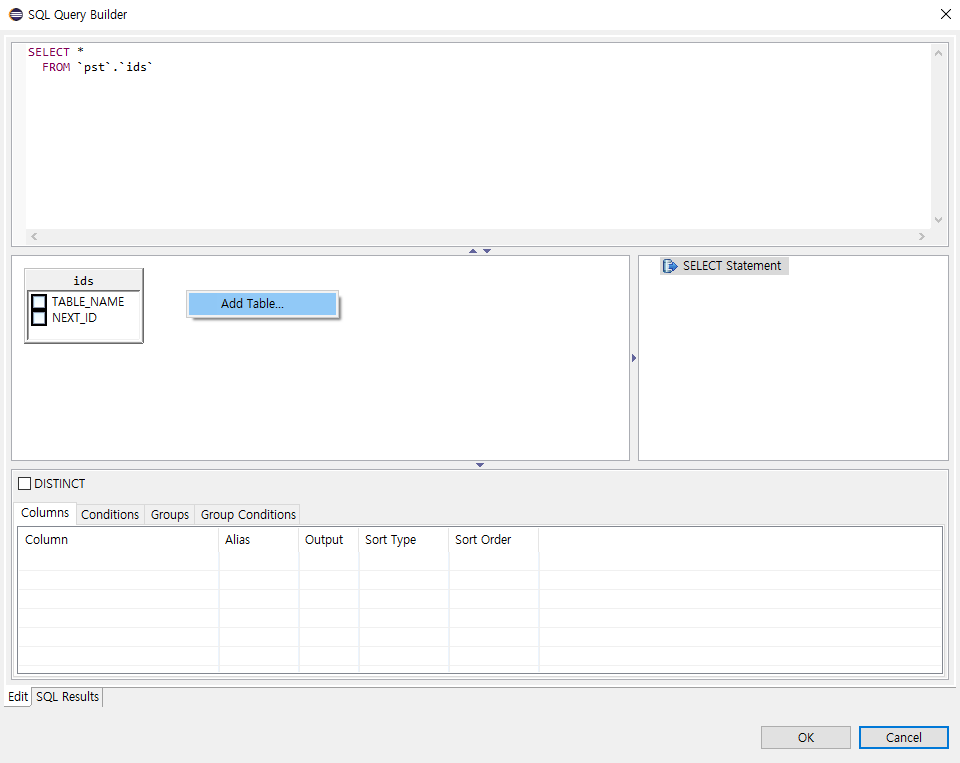 SQL Query Builder
SELECT *
FROM `pst`.`ids`
ids
TABLE_NAME
NEXT_ID
Add Table...
SELECT Statement
DISTINCT
Columns Conditions Groups Group Conditions
Column Alias Output Sort Type Sort Order
Edit SQL Results
OK Cancel